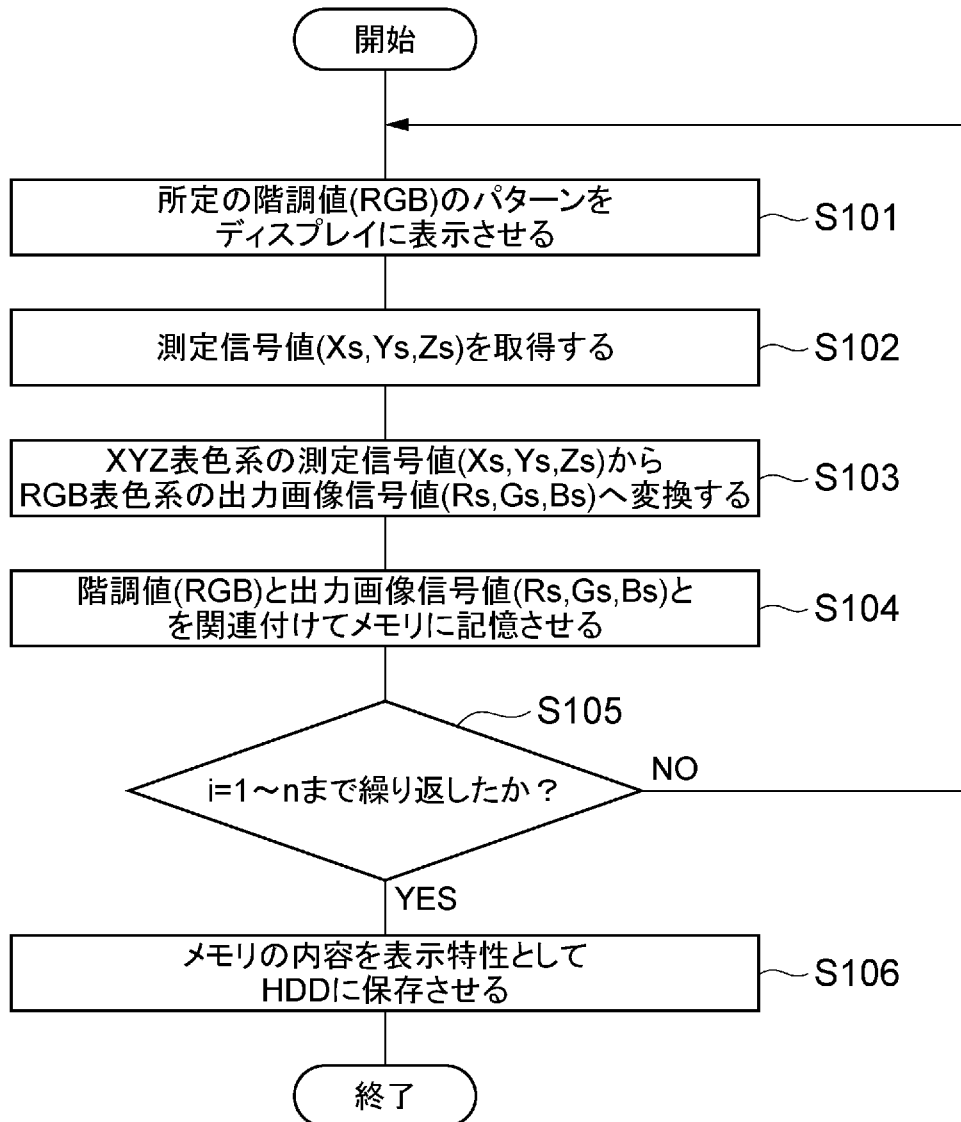 開始
所定の階調値(RGB)のパターンを
ディスプレイに表示させる
S101
測定信号値(Xs,Ys,Zs)を取得する
S102
XYZ表色系の測定信号値(Xs,Ys,Zs)から
RGB表色系の出力画像信号値(Rs,Gs,Bs)へ変換する
S103
階調値(RGB)と出力画像信号値(Rs,Gs,Bs)と
を関連付けてメモリに記憶させる
S104
S105
i=1～nまで繰り返したか？
NO
YES
メモリの内容を表示特性として
HDDに保存させる
S106
終了